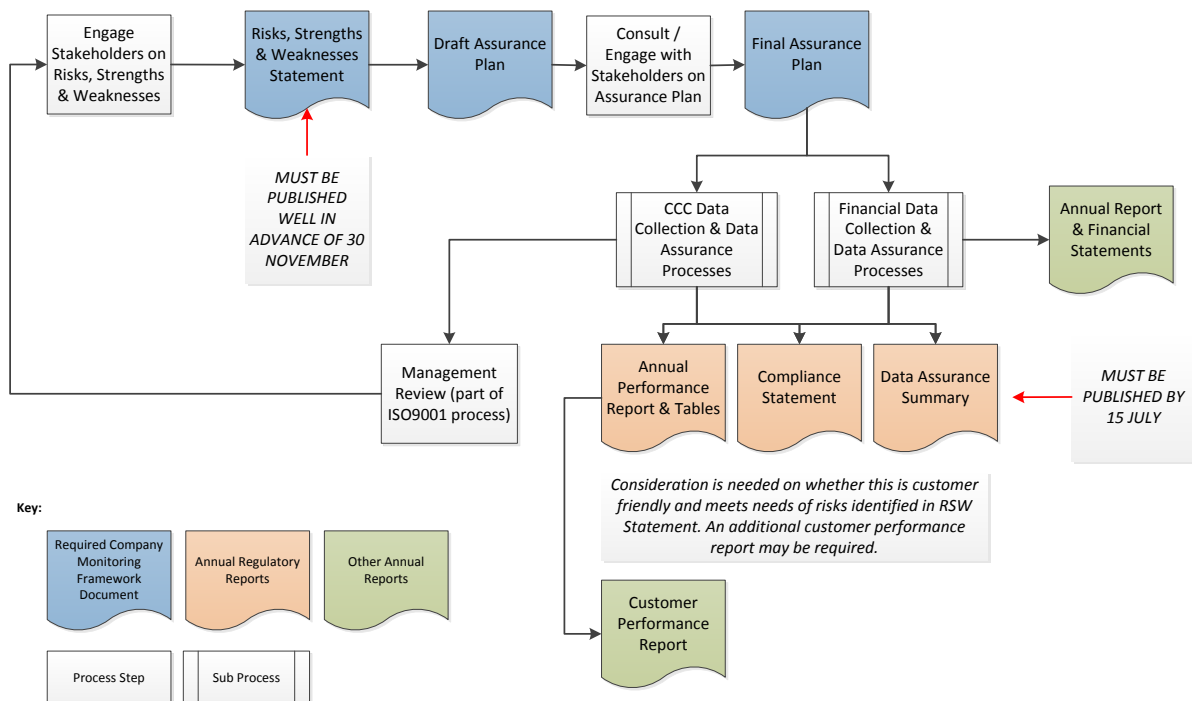 Engage
Stakeholders on
Risks, Strengths
& Weaknesses
Risks, Strengths
& Weaknesses
Statement
Draft Assurance
Plan
Consult /
Engage with
Stakeholders on
Assurance Plan
Final Assurance
Plan
MUST BE
PUBLISHED
WELL IN
ADVANCE OF 30
NOVEMBER
CCC Data
Collection & Data
Assurance
Processes
Financial Data
Collection &
Data Assurance
Processes
Annual Report
& Financial
Statements
Management
Review (part of
ISO9001 process)
Annual
Performance
Report & Tables
Compliance
Statement
Data Assurance
Summary
MUST BE
PUBLISHED BY
15 JULY
Consideration is needed on whether this is customer
friendly and meets needs of risks identified in RSW
Statement. An additional customer performance
report may be required.
Customer
Performance
Report
Key:
Required Company
Monitoring
Framework
Document
Annual Regulatory
Reports
Other Annual
Reports
Process Step
Sub Process